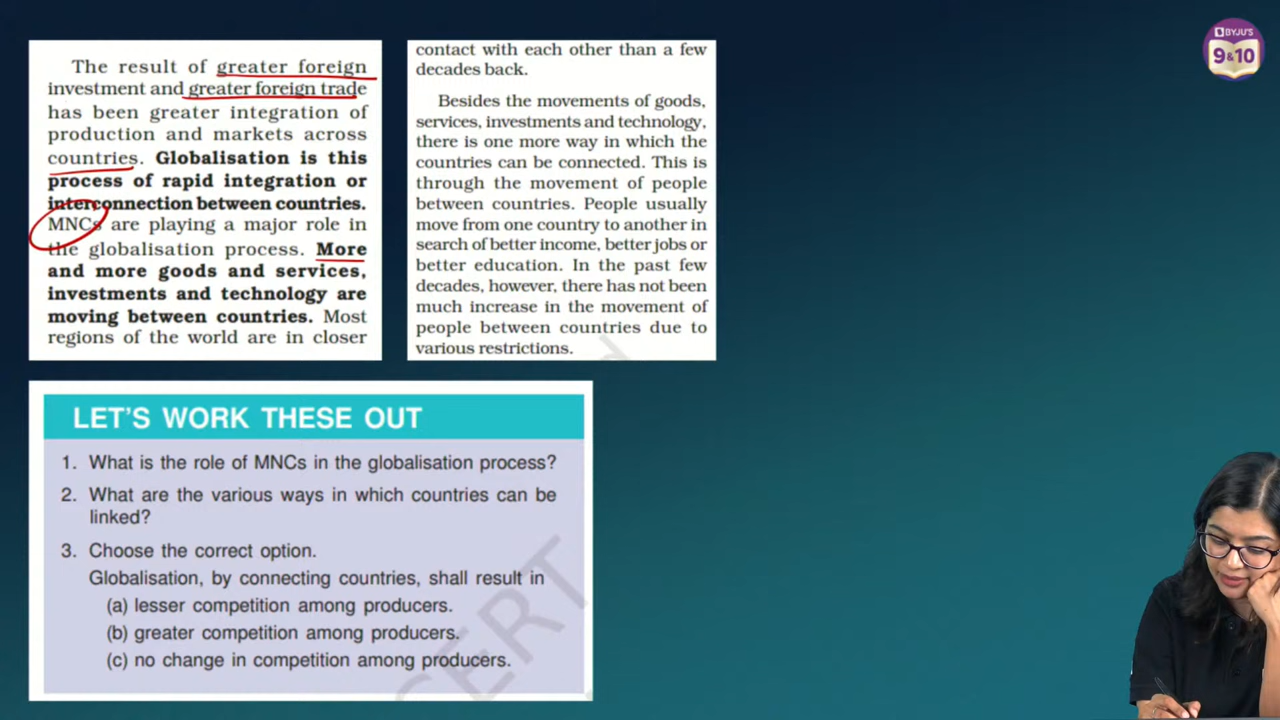 The result of greater foreign
investment and greater foreign trade
has been greater integration of
production and markets across
countries. Globalisation is this
process of rapid integration or
interconnection between countries.
MNCs are playing a major role in
the globalisation process. More
and more goods and services,
investments and technology are
moving between countries. Most
regions of the world are in closer
contact with each other than a few
decades back.
Besides the movements of goods,
services, investments and technology,
there is one more way in which the
countries can be connected. This is
through the movement of people
between countries. People usually
move from one country to another in
search of better income, better jobs or
better education. In the past few
decades, however, there has not been
much increase in the movement of
people between countries due to
various restrictions.
BYJU'S
9&10
LET'S WORK THESE OUT
1. What is the role of MNCs in the globalisation process?
2. What are the various ways in which countries can be
linked?
3. Choose the correct option.
Globalisation, by connecting countries, shall result in
(a) lesser competition among producers.
(b) greater competition among producers.
(c) no change in competition among producers.